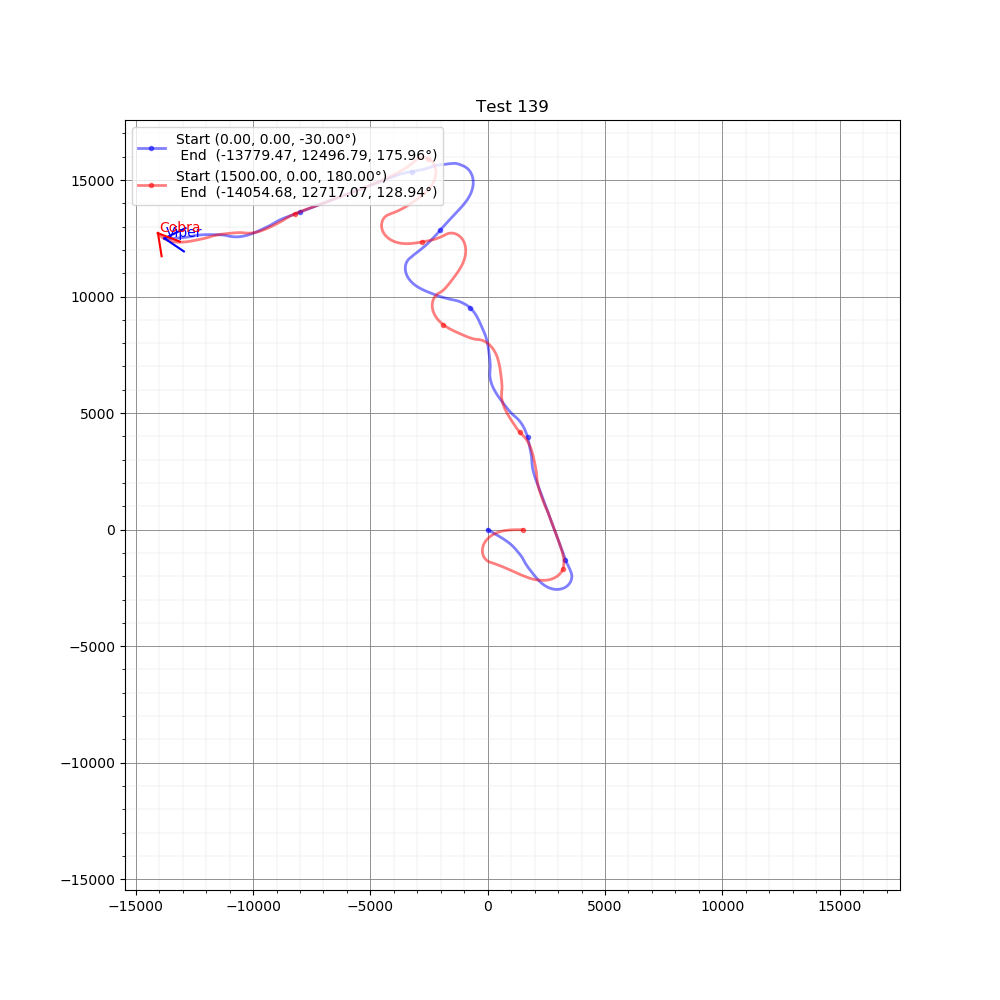 Test 139
Start (0.00, 0.00, -30.00°)
End (-13779.47, 12496.79, 175.96°)
Start (1500.00, 0.00, 180.00°)
End (-14054.68, 12717.07, 128.94°)
Cobra
Viper
15000
10000
5000
0
−5000
−10000
−15000
−15000 −10000 −5000 0 5000 10000 15000